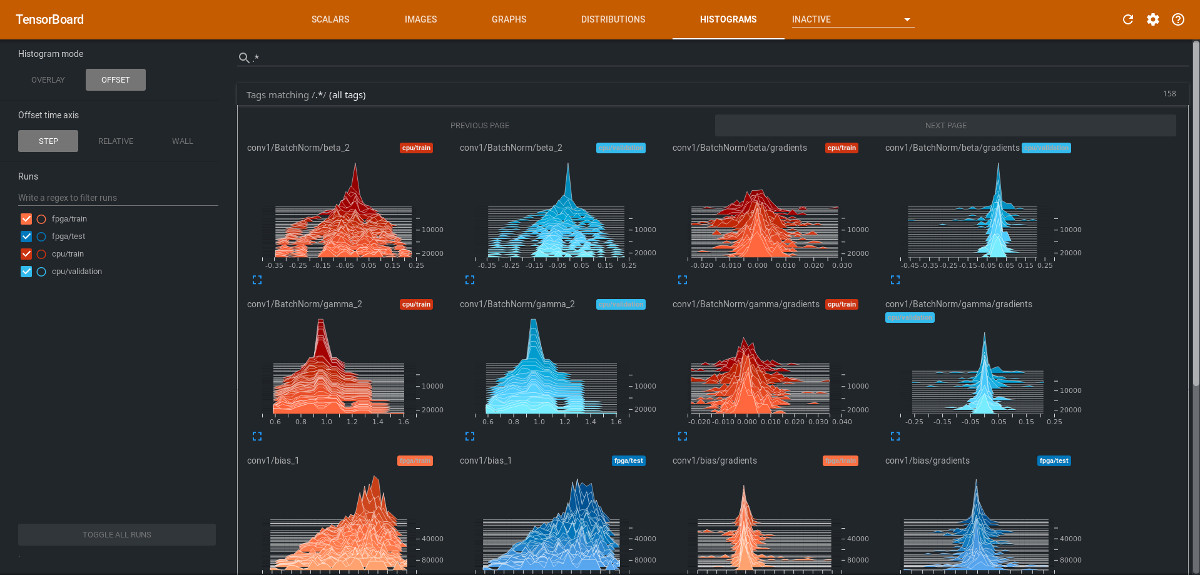 TensorBoard SCALARS IMAGES GRAPHS DISTRIBUTIONS HISTOGRAMS INACTIVE
Histogram mode
OVERLAY OFFSET
Offset time axis
STEP RELATIVE WALL
Runs
Write a regex to filter runs
fpga/train
fpga/test
cpu/train
cpu/validation
TOGGLE ALL RUNS
.*
Tags matching /.*/ (all tags) 158
PREVIOUS PAGE NEXT PAGE
conv1/BatchNorm/beta_2 cpu/train
10000
20000
-0.35 -0.25 -0.15 -0.05 0.05 0.15 0.25
conv1/BatchNorm/beta_2 cpu/validation
10000
20000
-0.35 -0.25 -0.15 -0.05 0.05 0.15 0.25
conv1/BatchNorm/beta/gradients cpu/train
10000
20000
-0.020 -0.010 0.000 0.010 0.020 0.030
conv1/BatchNorm/beta/gradients cpu/validation
10000
20000
-0.45 -0.35 -0.25 -0.15 -0.05 0.05 0.15 0.25
conv1/BatchNorm/gamma_2 cpu/train
10000
20000
0.6 0.8 1.0 1.2 1.4 1.6
conv1/BatchNorm/gamma_2 cpu/validation
10000
20000
0.6 0.8 1.0 1.2 1.4 1.6
conv1/BatchNorm/gamma/gradients cpu/train
10000
20000
-0.020 -0.010 0.000 0.010 0.020 0.030 0.040
conv1/BatchNorm/gamma/gradients
cpu/validation
10000
20000
-0.25 -0.15 -0.05 0.05 0.15 0.25
conv1/bias_1 fpga/train
40000
80000
conv1/bias_1 fpga/test
40000
80000
conv1/bias/gradients fpga/train
40000
80000
conv1/bias/gradients fpga/test
40000
80000